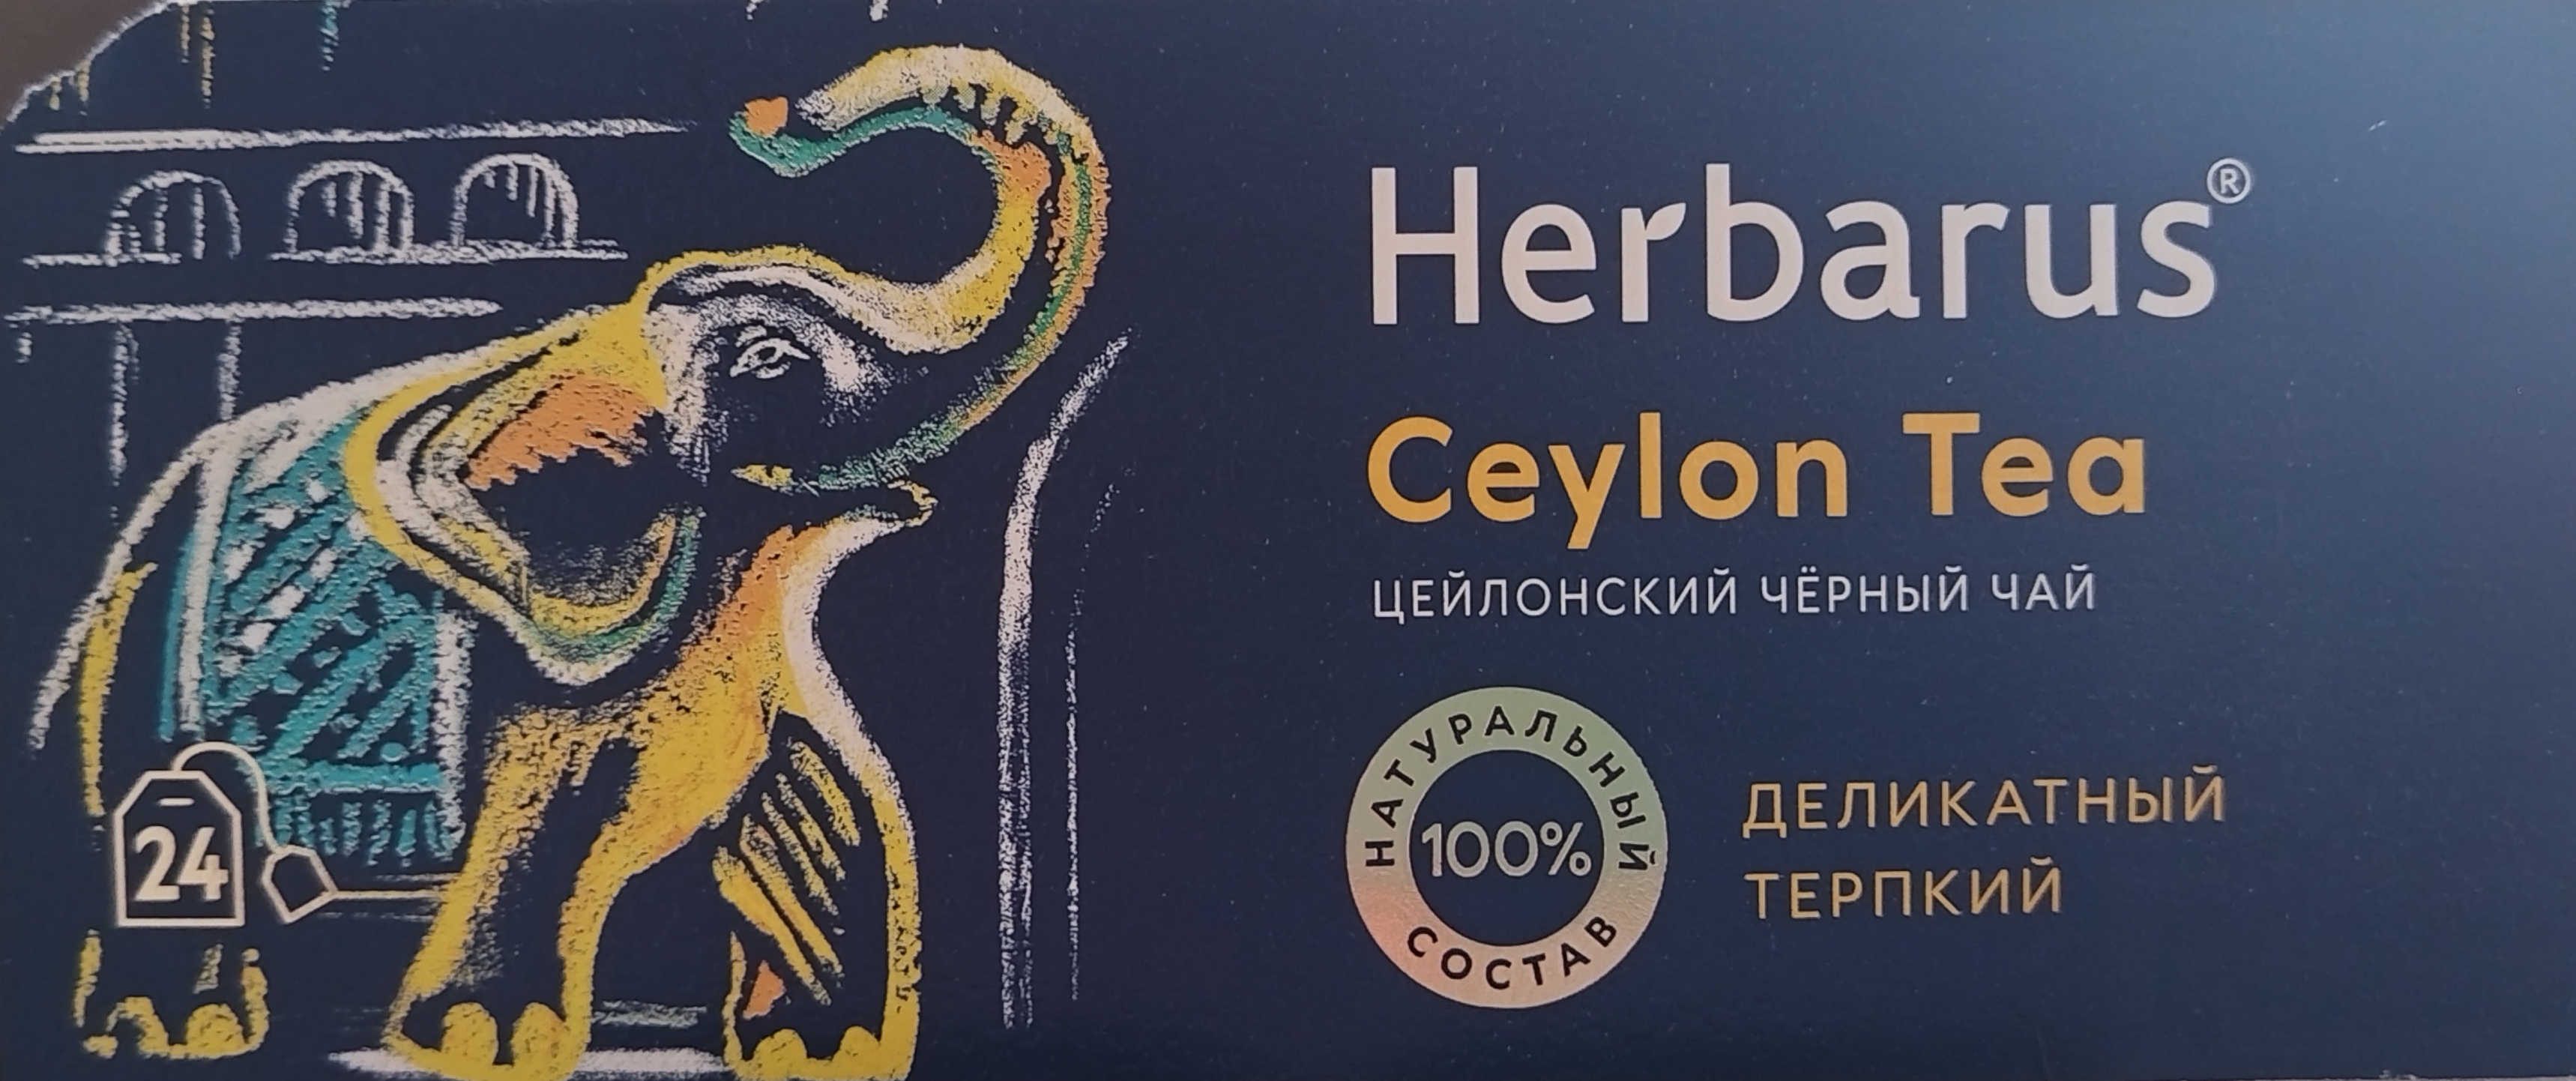 Herbarus®
Ceylon Tea
ЦЕЙЛОНСКИЙ ЧЁРНЫЙ ЧАЙ
НАТУРАЛЬНЫЙ
100%
СОСТАВ
ДЕЛИКАТНЫЙ
ТЕРПКИЙ
24